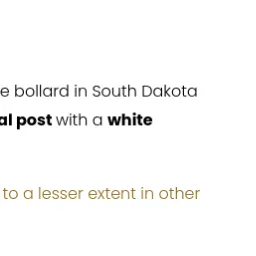 e bollard in South Dakota
al post with a white
to a lesser extent in other